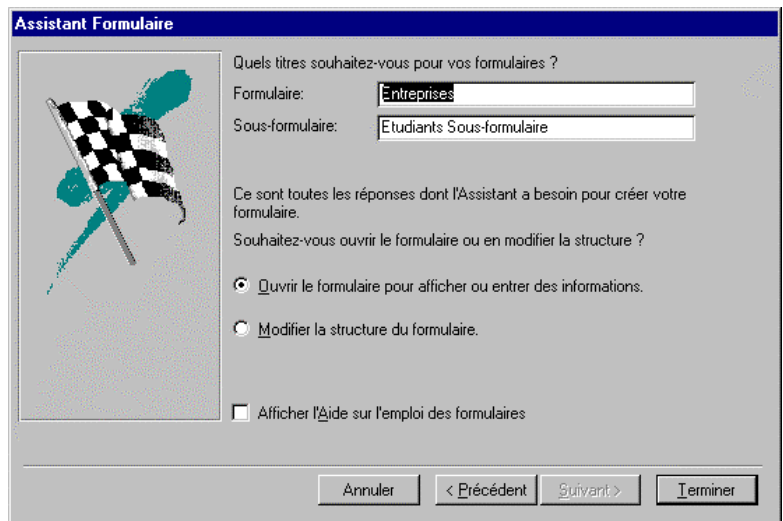 Assistant Formulaire
Quels titres souhaitez-vous pour vos formulaires ?
Formulaire: Entreprises
Sous-formulaire: Etudiants Sous-formulaire
Ce sont toutes les réponses dont l'Assistant a besoin pour créer votre
formulaire.
Souhaitez-vous ouvrir le formulaire ou en modifier la structure ?
Ouvrir le formulaire pour afficher ou entrer des informations.
Modifier la structure du formulaire.
Afficher l'Aide sur l'emploi des formulaires
Annuler < Précédent Suivant > Terminer